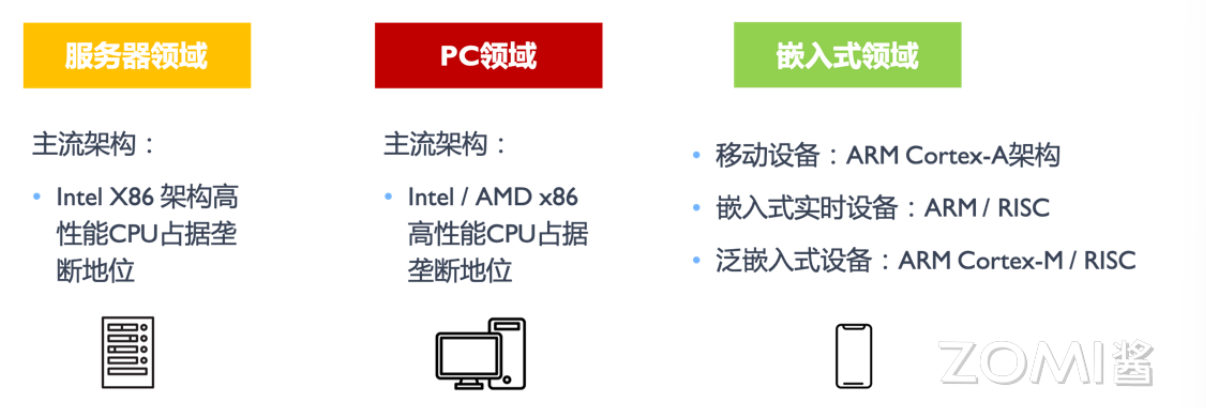 服务器领域
主流架构：
• Intel X86 架构高
性能CPU占据垄
断地位
PC领域
主流架构：
• Intel / AMD x86
高性能CPU占据
垄断地位
嵌入式领域
• 移动设备：ARM Cortex-A架构
• 嵌入式实时设备：ARM / RISC
• 泛嵌入式设备：ARM Cortex-M / RISC
ZOMI酱